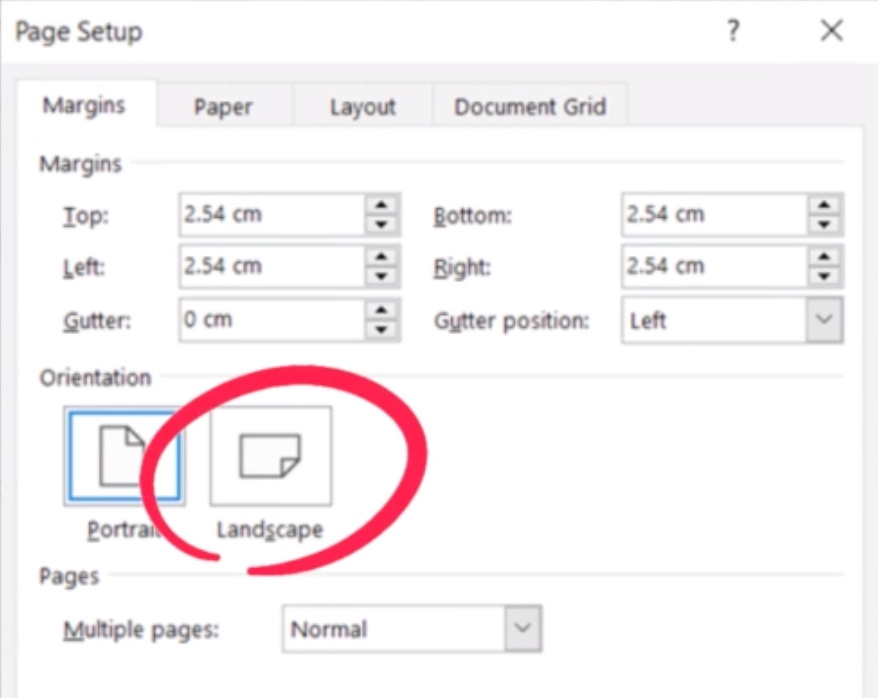 Page Setup ?
Margins Paper Layout Document Grid
Margins
Top: 2.54 cm Bottom: 2.54 cm
Left: 2.54 cm Right: 2.54 cm
Gutter: 0 cm Gutter position: Left
Orientation
Portrait Landscape
Pages
Multiple pages: Normal